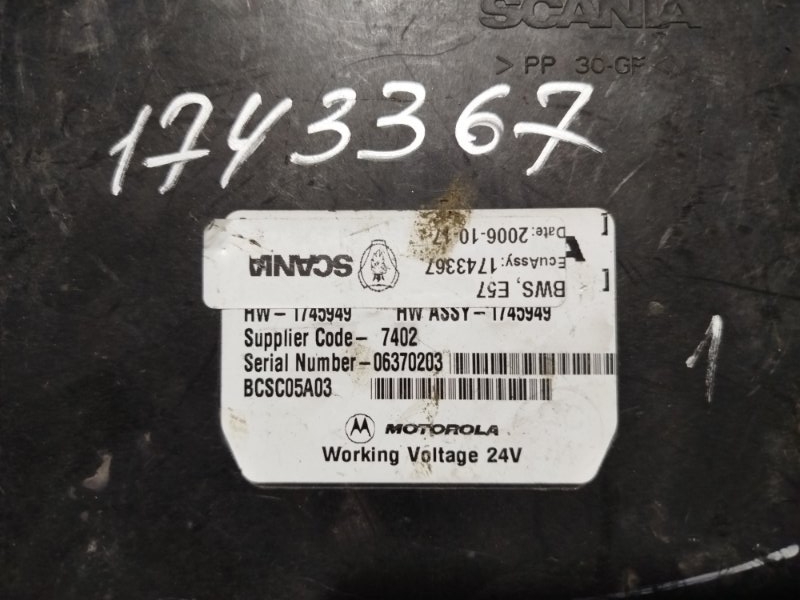 SCANIA
> PP 30-GF <
1743367
SCANIA
BWS, E57
EcuAssy: 1743367
Date: 2006-10-17
HW- 1745949 HW ASSY- 1745949
Supplier Code- 7402
Serial Number- 06370203
BCSC05A03
MOTOROLA
Working Voltage 24V
1